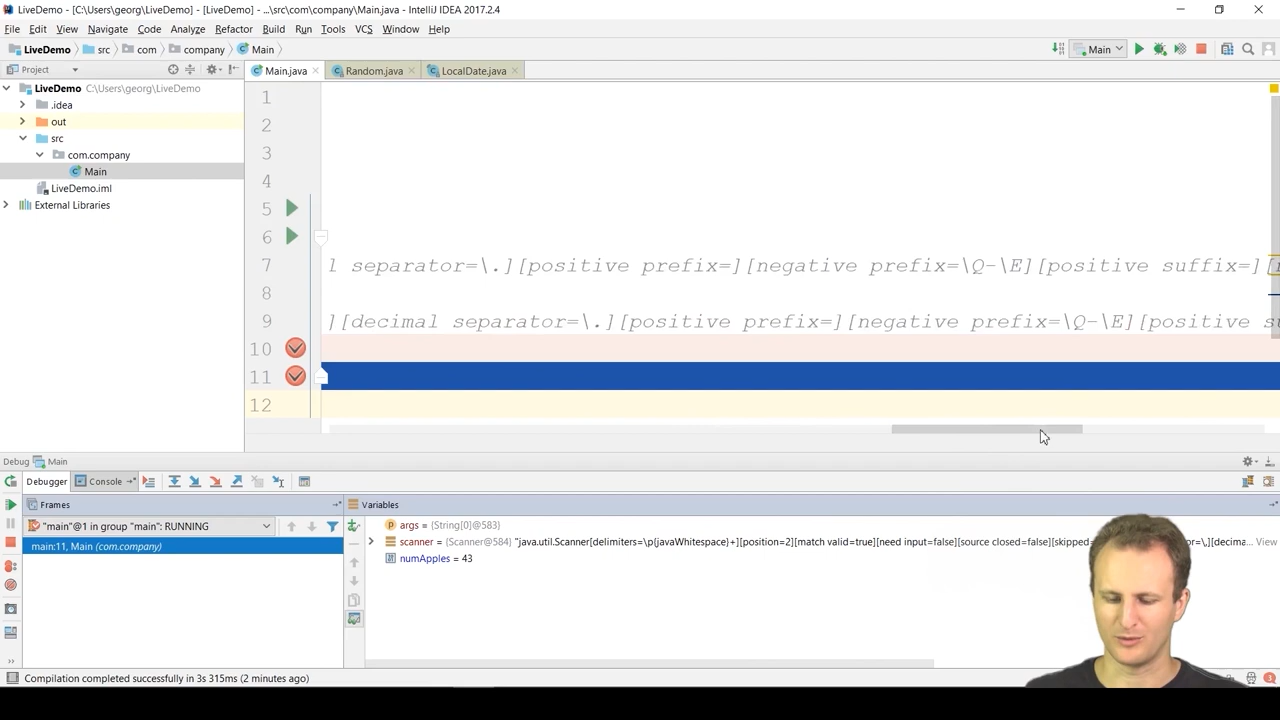 LiveDemo - [C:\Users\georg\LiveDemo] - [LiveDemo] - ...\src\com\company\Main.java - IntelliJ IDEA 2017.2.4
File Edit View Navigate Code Analyze Refactor Build Run Tools VCS Window Help
LiveDemo src com company Main
Main
Project
Main.java Random.java LocalDate.java
LiveDemo C:\Users\georg\LiveDemo
.idea
out
src
com.company
Main
LiveDemo.iml
External Libraries
1
2
3
4
5
6
7 l separator=\.][positive prefix=][negative prefix=\Q-\E][positive suffix=]
8
9 ][decimal separator=\.][positive prefix=][negative prefix=\Q-\E][positive
10
11
12
Debug Main
Debugger Console
Frames
Variables
"main"@1 in group "main": RUNNING
main:11, Main (com.company)
args = {String[0]@583}
scanner = {Scanner@584} "java.util.Scanner[delimiters=\p{javaWhitespace}+][position=2][match valid=true][need input=false][source closed=false][skipped=
... View
numApples = 43
Compilation completed successfully in 3s 315ms (2 minutes ago)